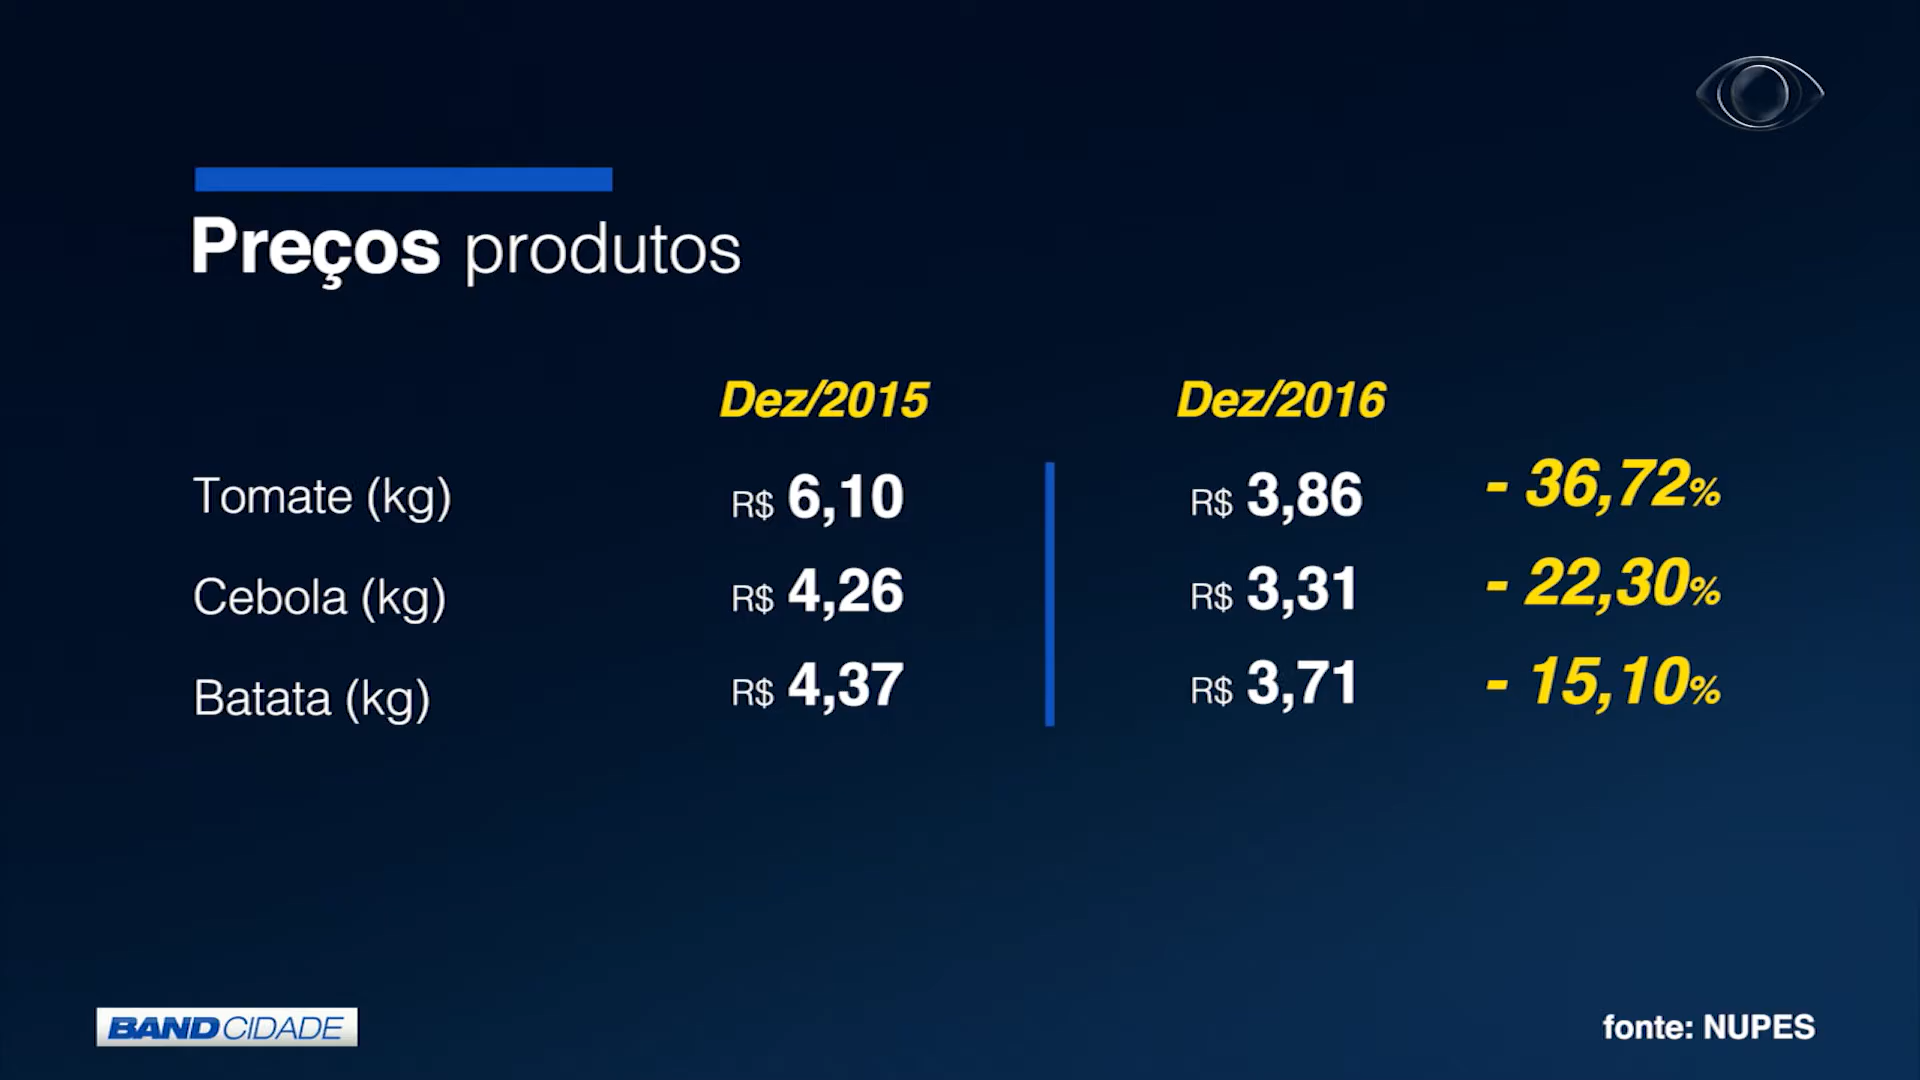 Preços produtos
Dez/2015 Dez/2016
Tomate (kg) R$ 6,10 R$ 3,86 - 36,72%
Cebola (kg) R$ 4,26 R$ 3,31 - 22,30%
Batata (kg) R$ 4,37 R$ 3,71 - 15,10%
BAND CIDADE
fonte: NUPES